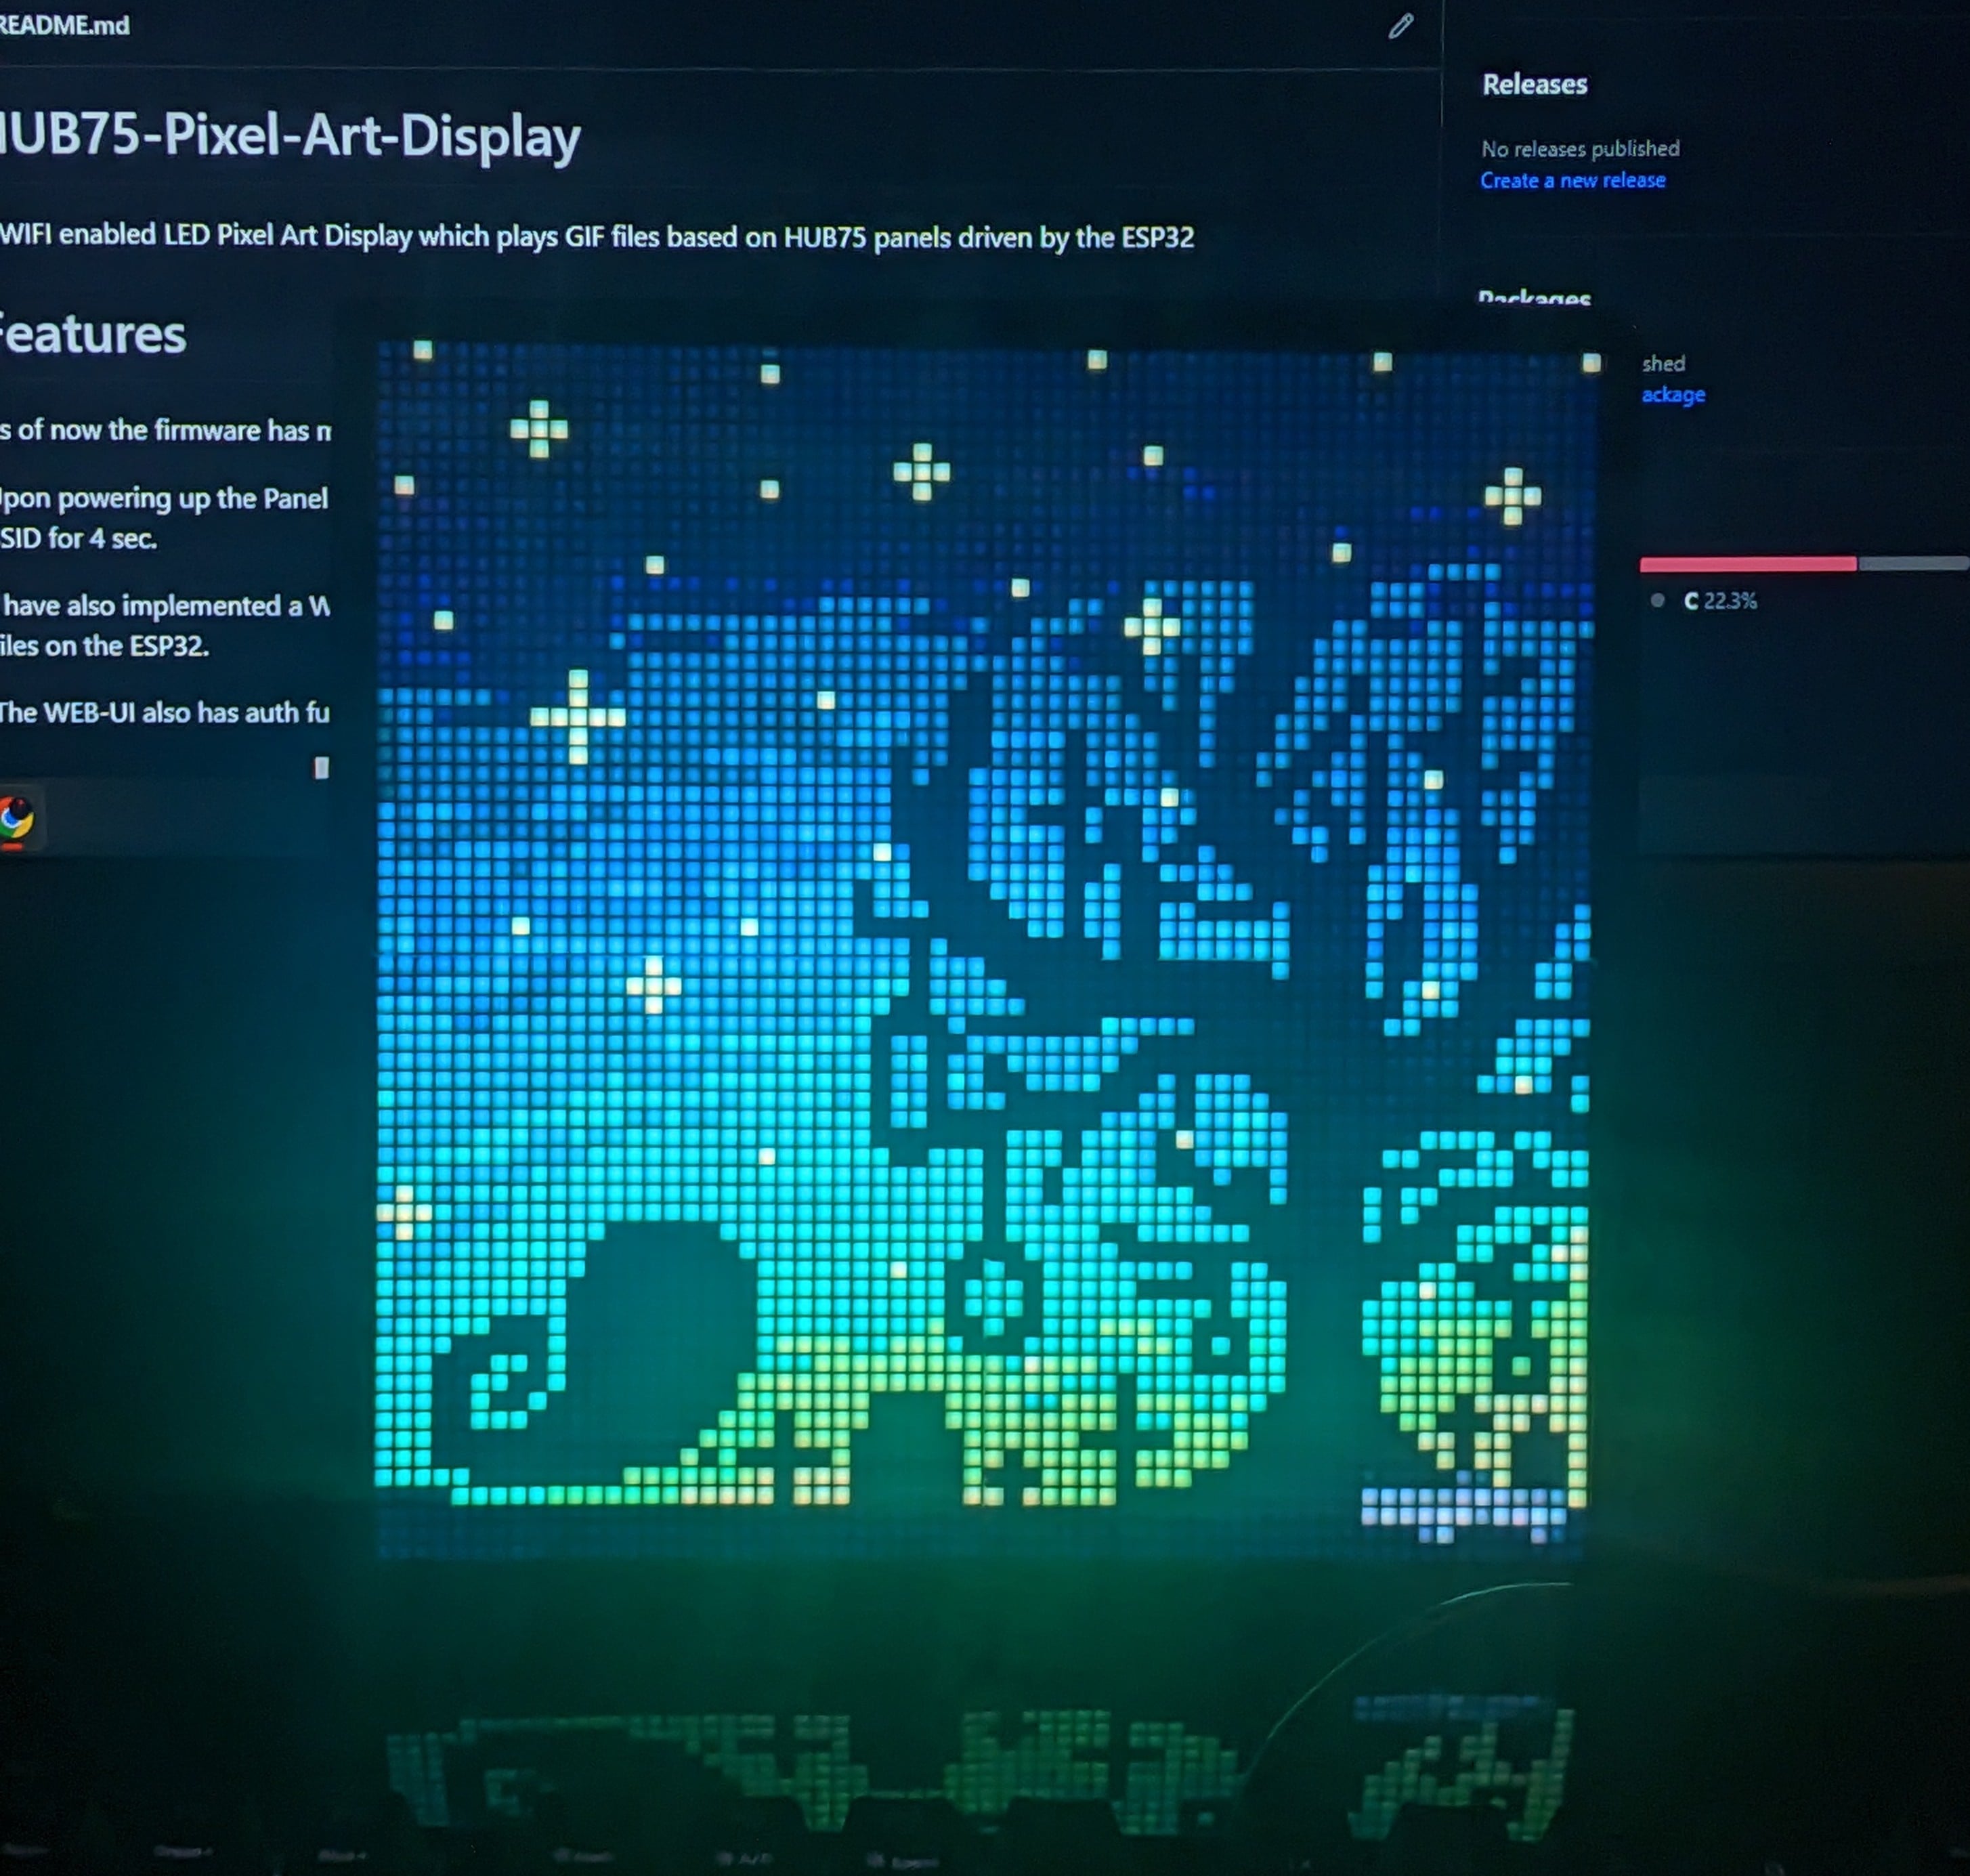 README.md
HUB75-Pixel-Art-Display
WIFI enabled LED Pixel Art Display which plays GIF files based on HUB75 panels driven by the ESP32
Features
s of now the firmware has
Upon powering up the Panel
SSID for 4 sec.
have also implemented a
files on the ESP32.
The WEB-UI also has auth fu
Releases
No releases published
Create a new release
Packages
shed
ackage
C 22.3%